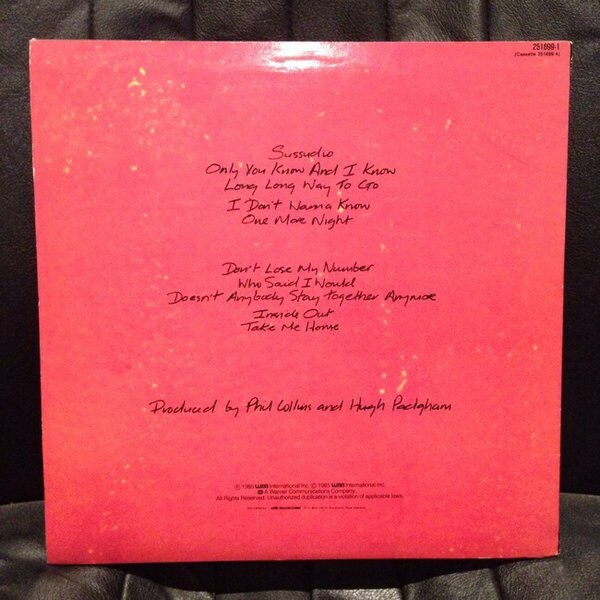 251699-1
(Cassette 251699-4)
Sussudio
Only You Know And I Know
Long Long Way To Go
I Don't Wanna Know
One More Night
Don't Lose My Number
Who Said I Would
Doesn't Anybody Stay Together Anymore
Inside Out
Take Me Home
Produced by Phil Collins and Hugh Padgham
℗ 1985 wea International Inc. © 1985 wea International Inc.
A Warner Communications Company.
All Rights Reserved. Unauthorized duplication is a violation of applicable laws.